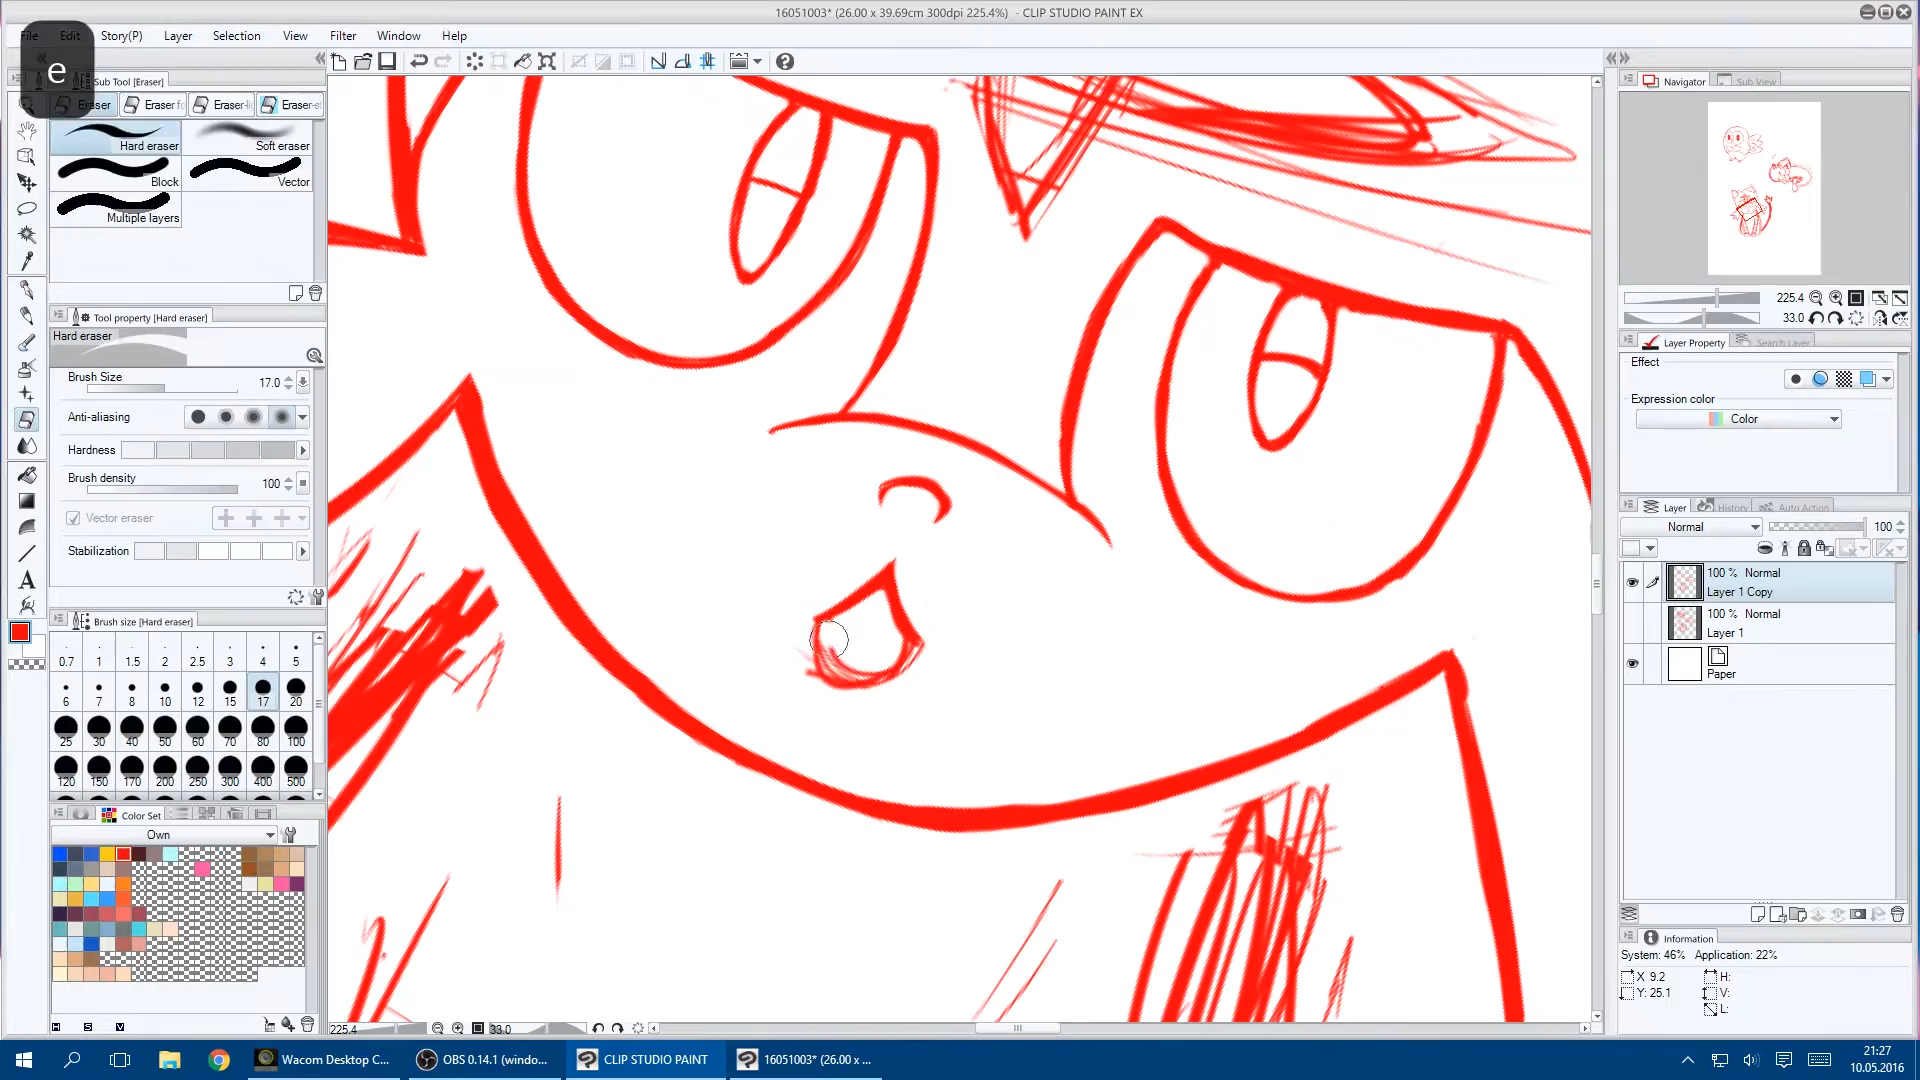 16051003* (26.00 x 39.69cm 300dpi 225.4%)  - CLIP STUDIO PAINT EX
File Edit Story(P) Layer Selection View Filter Window Help
e
Sub Tool [Eraser]
Eraser Eraser fo Eraser-li Eraser-s
Hard eraser
Soft eraser
Block
Vector
Multiple layers
Tool property [Hard eraser]
Hard eraser
Brush Size 17.0
Anti-aliasing
Hardness
Brush density 100
Vector eraser
Stabilization
Brush size [Hard eraser]
0.7 1 1.5 2 2.5 3 4 5
6 7 8 10 12 15 17 20
25 30 40 50 60 70 80 100
120 150 170 200 250 300 400 500
Color Set
Own
H S V
225.4 33.0
Navigator Sub View
225.4
33.0
Layer Property Search Layer
Effect
Expression color
Color
Layer History Auto Action
Normal 100
100 % Normal
Layer 1 Copy
100 % Normal
Layer 1
Paper
Information
System: 46% Application: 22%
X 9.2 H:
Y: 25.1 V:
L:
A
Wacom Desktop C...
OBS 0.14.1 (windo...
CLIP STUDIO PAINT
16051003* (26.00 x ...
21:27
10.05.2016